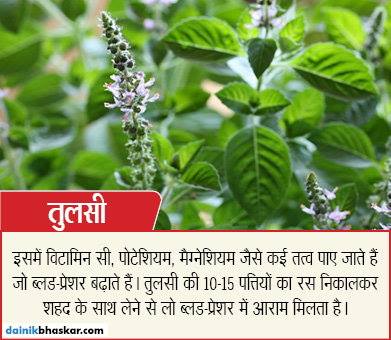 तुलसी
इसमें विटामिन सी, पोटेशियम, मैग्नेशियम जैसे कई तत्व पाए जाते हैं
जो ब्लड-प्रेशर बढ़ाते हैं। तुलसी की 10-15 पत्तियों का रस निकालकर
शहद के साथ लेने से लो ब्लड-प्रेशर में आराम मिलता है।
dainikbhaskar.com